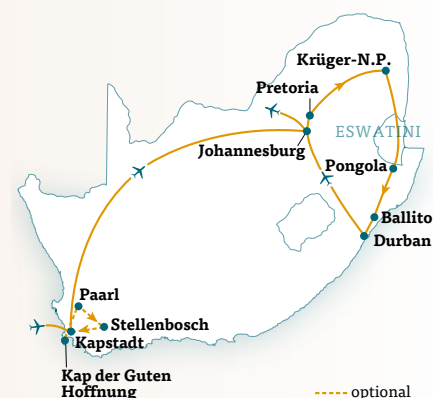 Krüger-N.P.
Pretoria
ESWATINI
Johannesburg
Pongola
Ballito
Durban
Paarl
Stellenbosch
Kapstadt
Kap der Guten
Hoffnung
optional